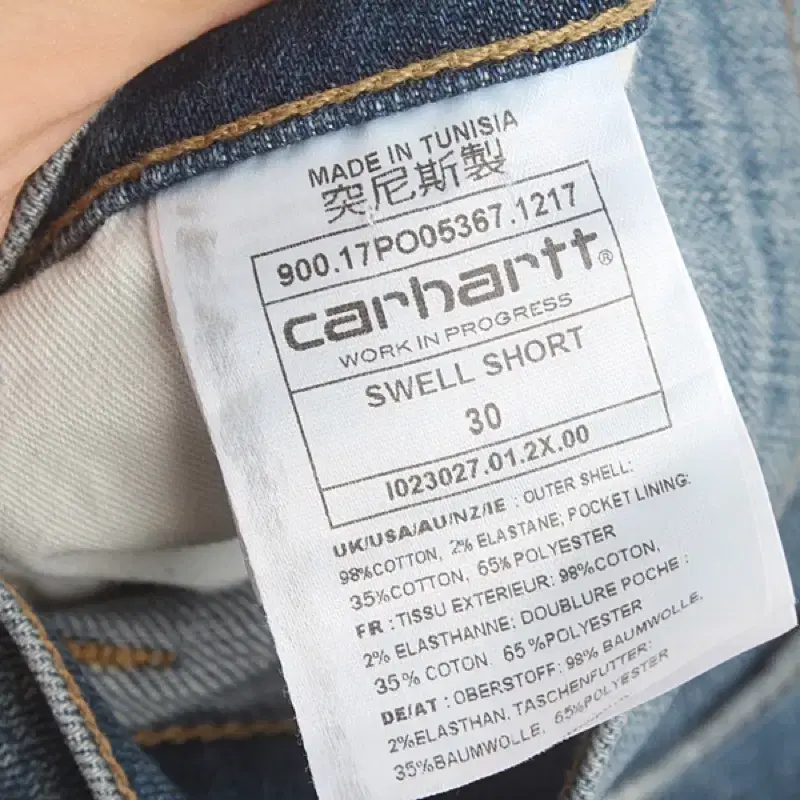 MADE IN TUNISIA
突尼斯製
900.17PO05367.1217
carhartt®
WORK IN PROGRESS
SWELL SHORT
30
I023027.01.2X.00
UK/USA/AU/NZ/IE : OUTER SHELL:
98%COTTON, 2% ELASTANE; POCKET LINING:
35%COTTON, 65% POLYESTER
FR : TISSU EXTERIEUR: 98%COTON,
2% ELASTHANNE; DOUBLURE POCHE :
35% COTON, 65 %POLYESTER
DE/AT : OBERSTOFF: 98% BAUMWOLLE,
2%ELASTHAN, TASCHENFUTTER:
35%BAUMWOLLE, 65%POLYESTER